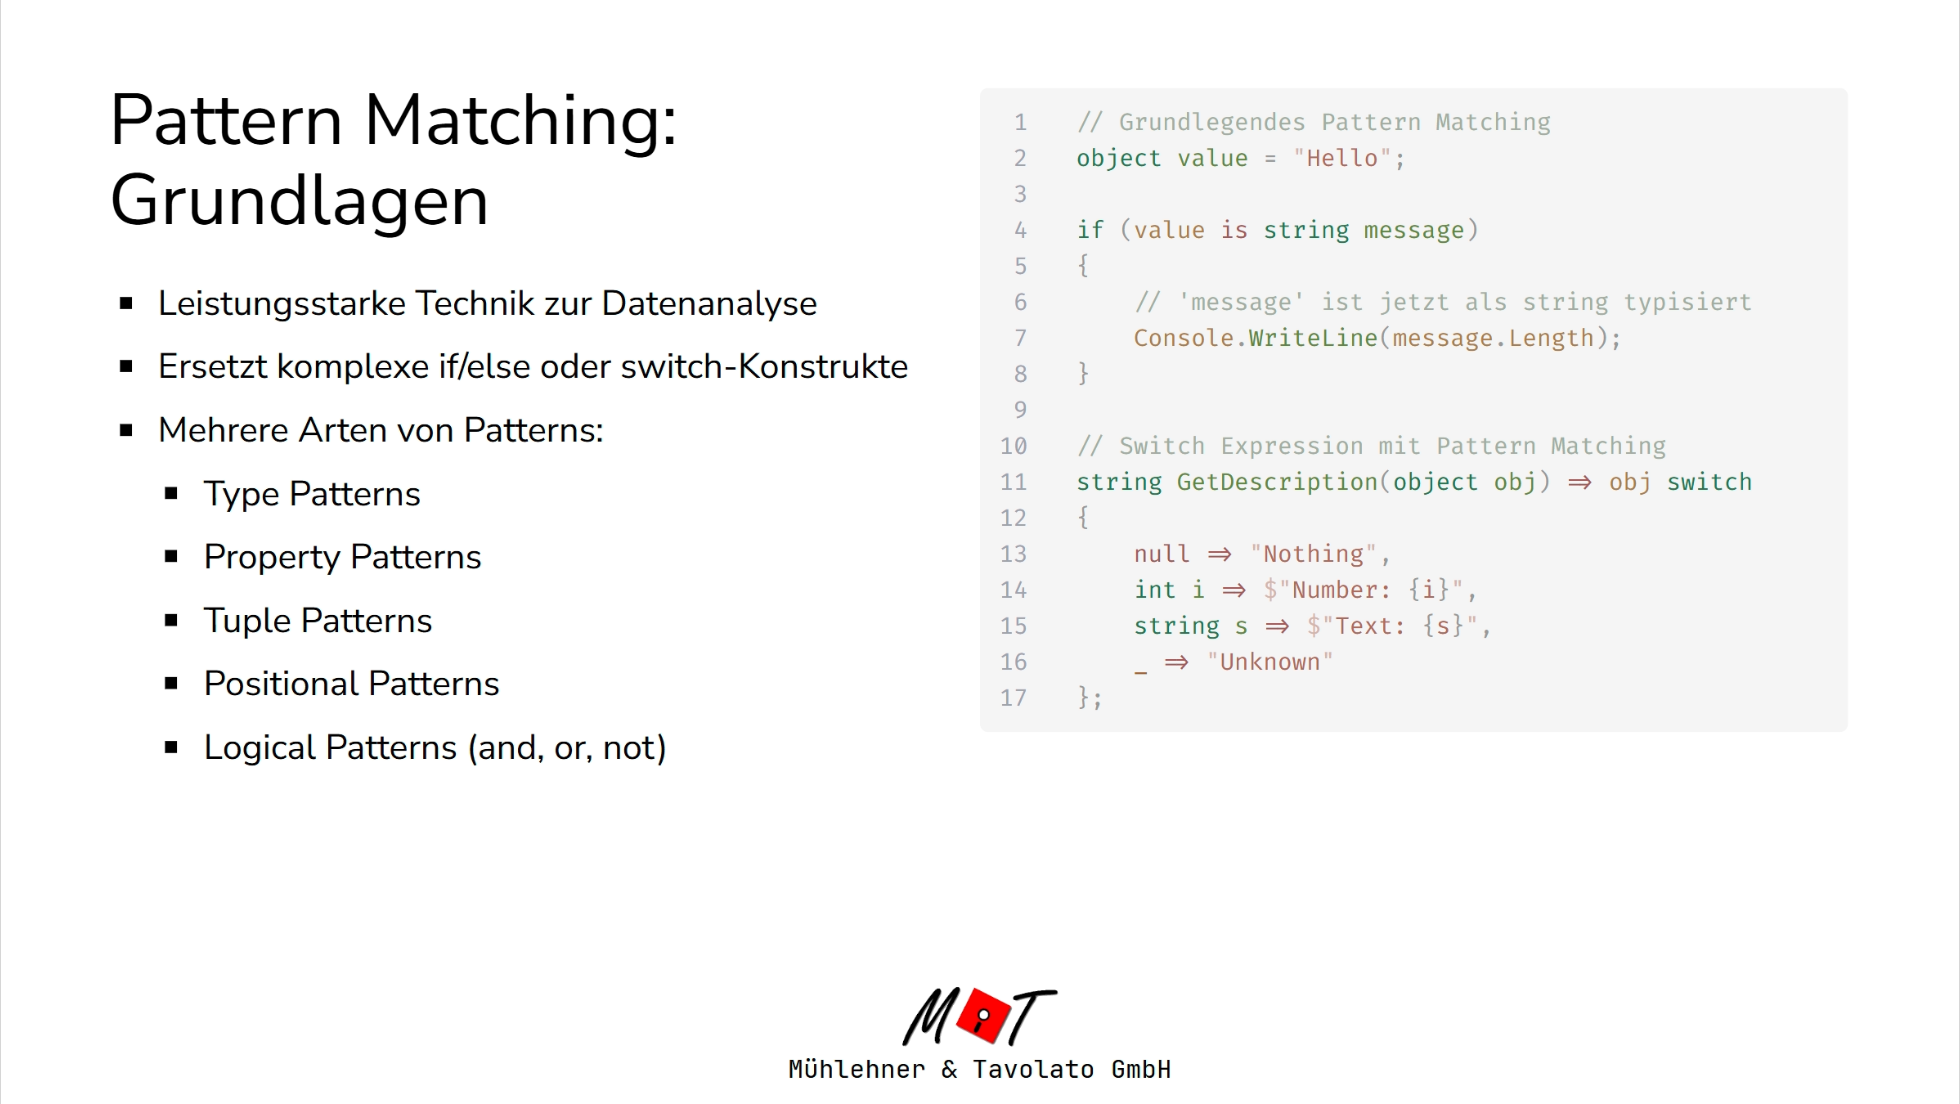 Pattern Matching:
Grundlagen
Leistungsstarke Technik zur Datenanalyse
Ersetzt komplexe if/else oder switch-Konstrukte
Mehrere Arten von Patterns:
Type Patterns
Property Patterns
Tuple Patterns
Positional Patterns
Logical Patterns (and, or, not)
1 // Grundlegendes Pattern Matching
2 object value = "Hello";
3
4 if (value is string message)
5 {
6     // 'message' ist jetzt als string typisiert
7     Console.WriteLine(message.Length);
8 }
9
10 // Switch Expression mit Pattern Matching
11 string GetDescription(object obj) => obj switch
12 {
13     null => "Nothing",
14     int i => $"Number: {i}",
15     string s => $"Text: {s}",
16     _ => "Unknown"
17 };
M T
Mühlehner & Tavolato GmbH